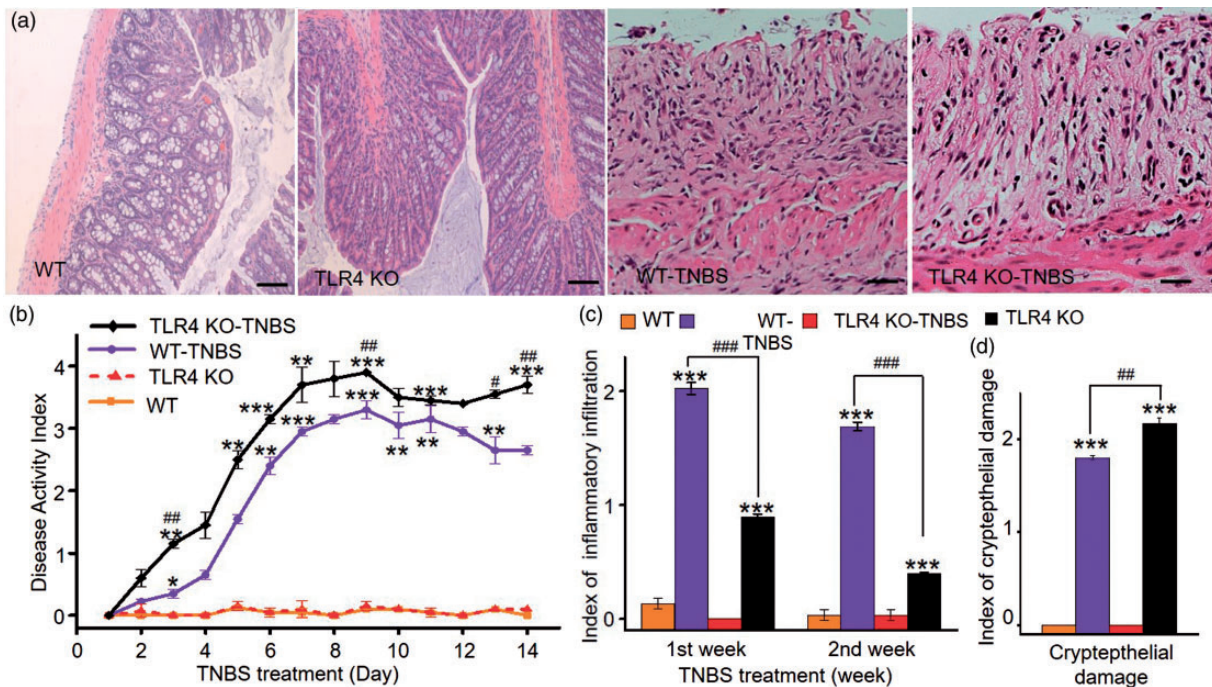 (a)
WT
TLR4 KO
WT-TNBS
TLR4 KO-TNBS
(b)
TLR4 KO-TNBS
WT-TNBS
TLR4 KO
WT
Disease Activity Index
4
3
2
1
0
*
##
**
**
***
**
**
***
##
***
***
**
***
**
#
**
##
***
0 2 4 6 8 10 12 14
TNBS treatment (Day)
(c)
WT
WT-
TNBS
TLR4 KO-TNBS
TLR4 KO
Index of inflammatory infiltration
2
1
0
***
###
***
***
###
***
1st week
2nd week
TNBS treatment (week)
(d)
Index of cryptepthelial damage
2
1
0
***
##
***
Cryptepthelial
damage